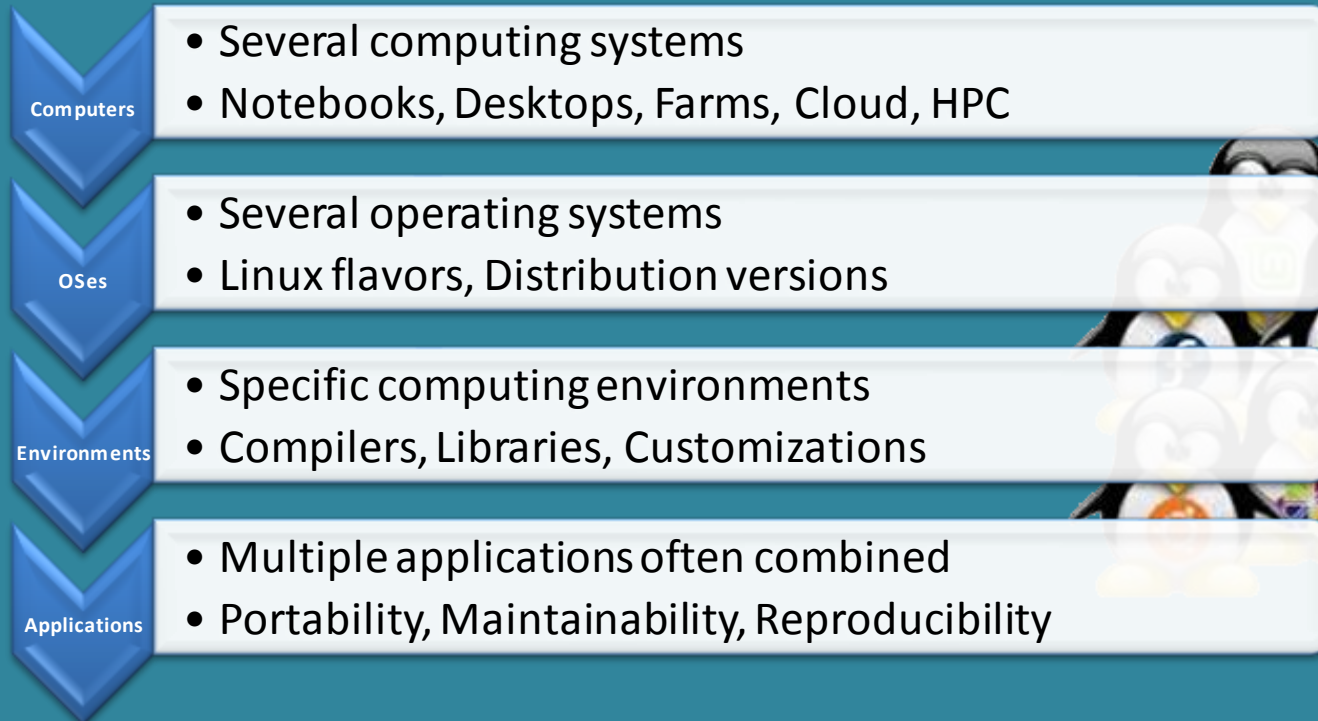 Computers
• Several computing systems
• Notebooks, Desktops, Farms, Cloud, HPC
OSes
• Several operating systems
• Linux flavors, Distribution versions
Environments
• Specific computing environments
• Compilers, Libraries, Customizations
Applications
• Multiple applications often combined
• Portability, Maintainability, Reproducibility